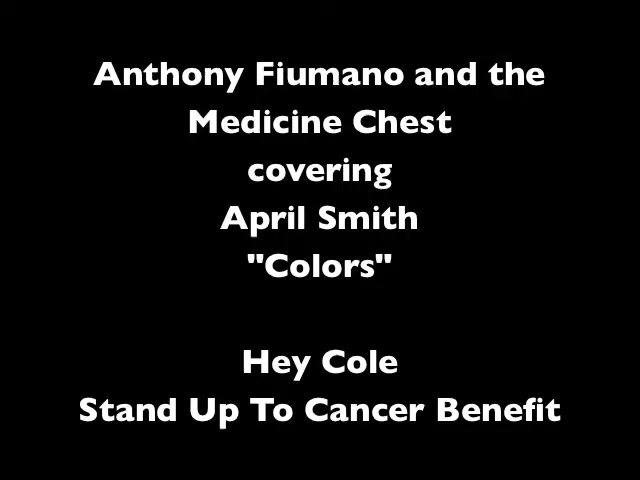 Anthony Fiumano and the
Medicine Chest
covering
April Smith
"Colors"
Hey Cole
Stand Up To Cancer Benefit